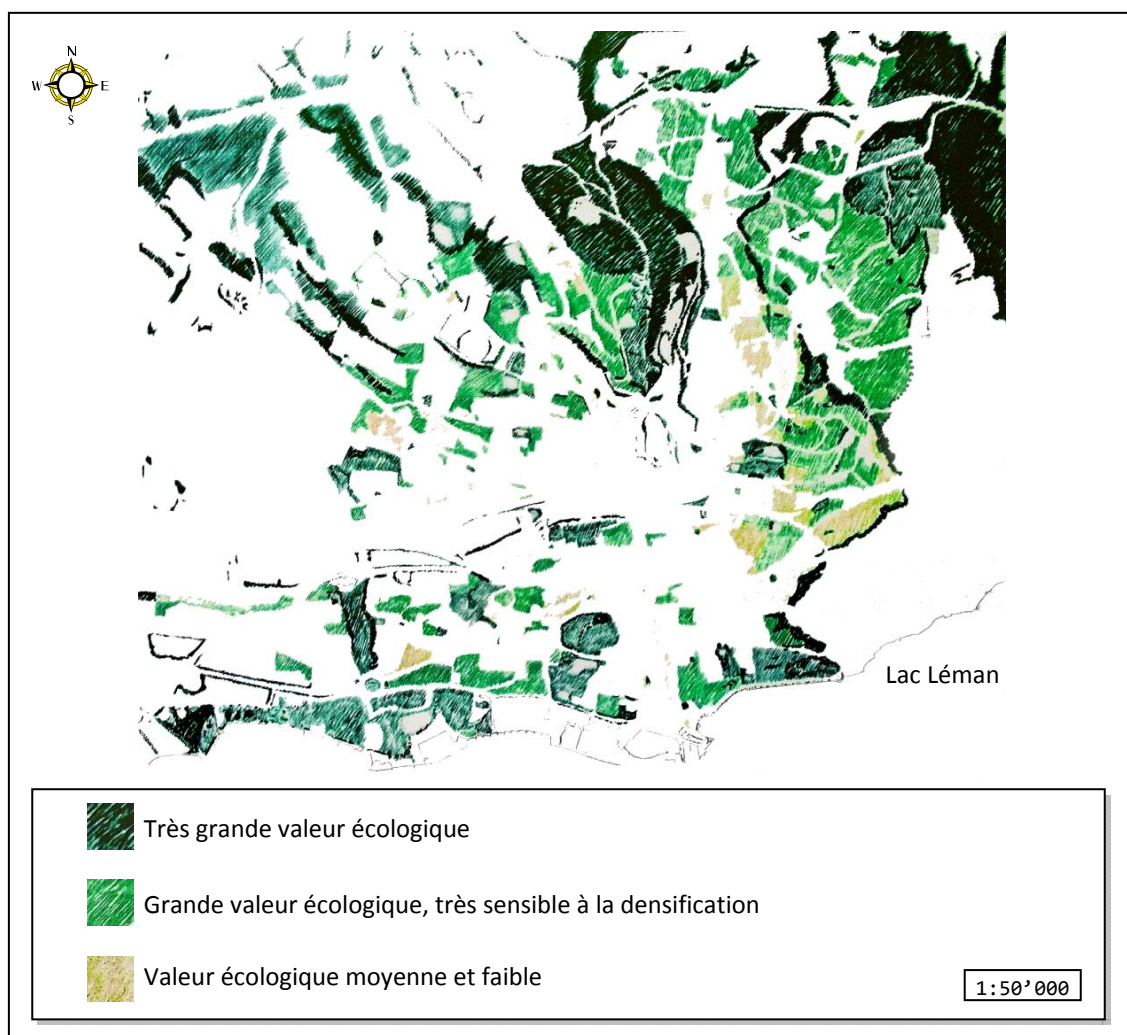 N
W E
S
Lac Léman
Très grande valeur écologique
Grande valeur écologique, très sensible à la densification
Valeur écologique moyenne et faible
1:50’000